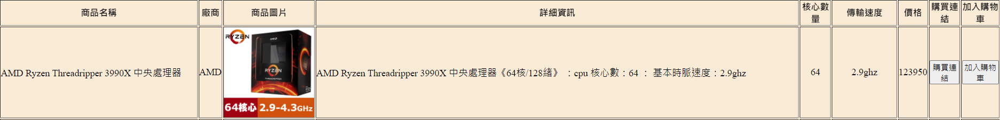 商品名稱
廠商
商品圖片
詳細資訊
核心數
量
傳輸速度
價格
購買連
結
加入購物
車
AMD Ryzen Threadripper 3990X 中央處理器
AMD
RYZEN
AMD
RYZEN
THREADRIPPER
64核心 2.9-4.3GHz
AMD Ryzen Threadripper 3990X 中央處理器《64核/128緒》 ：cpu 核心數：64 ： 基本時脈速度：2.9ghz
64
2.9ghz
123950
購買連
結
加入購物
車